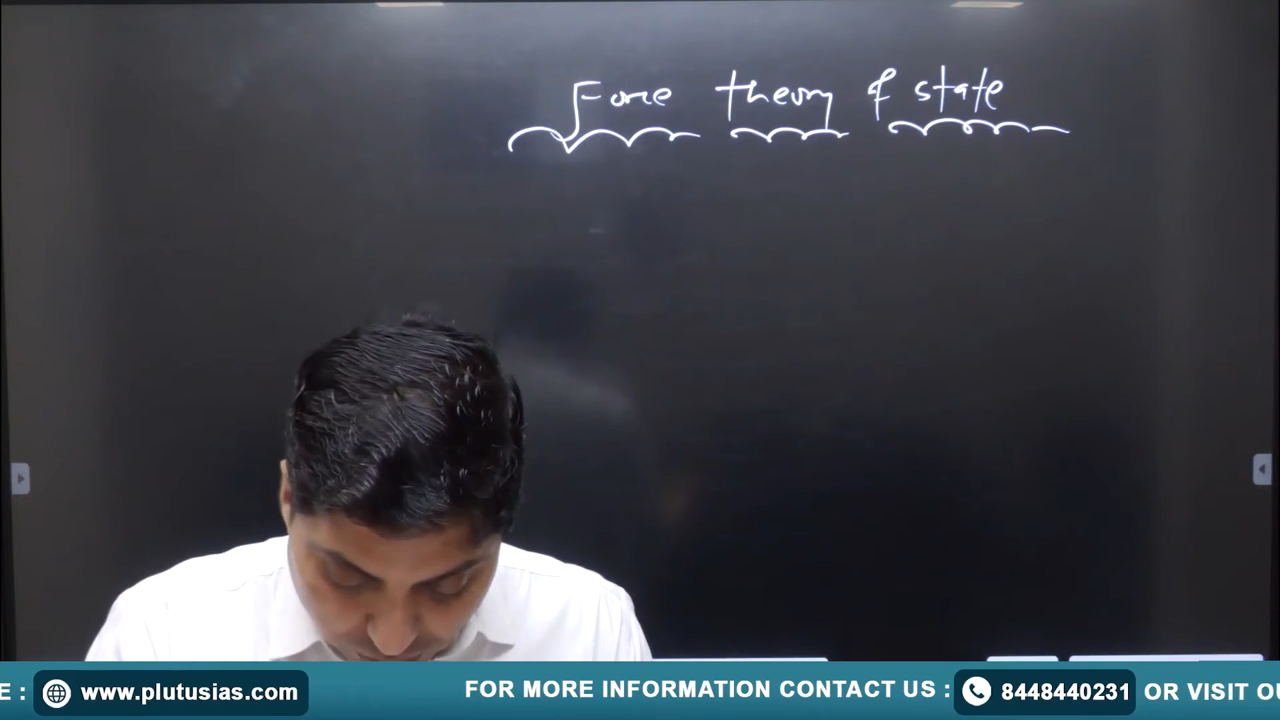 Force theory of state
E : www.plutusias.com FOR MORE INFORMATION CONTACT US : 8448440231 OR VISIT OU